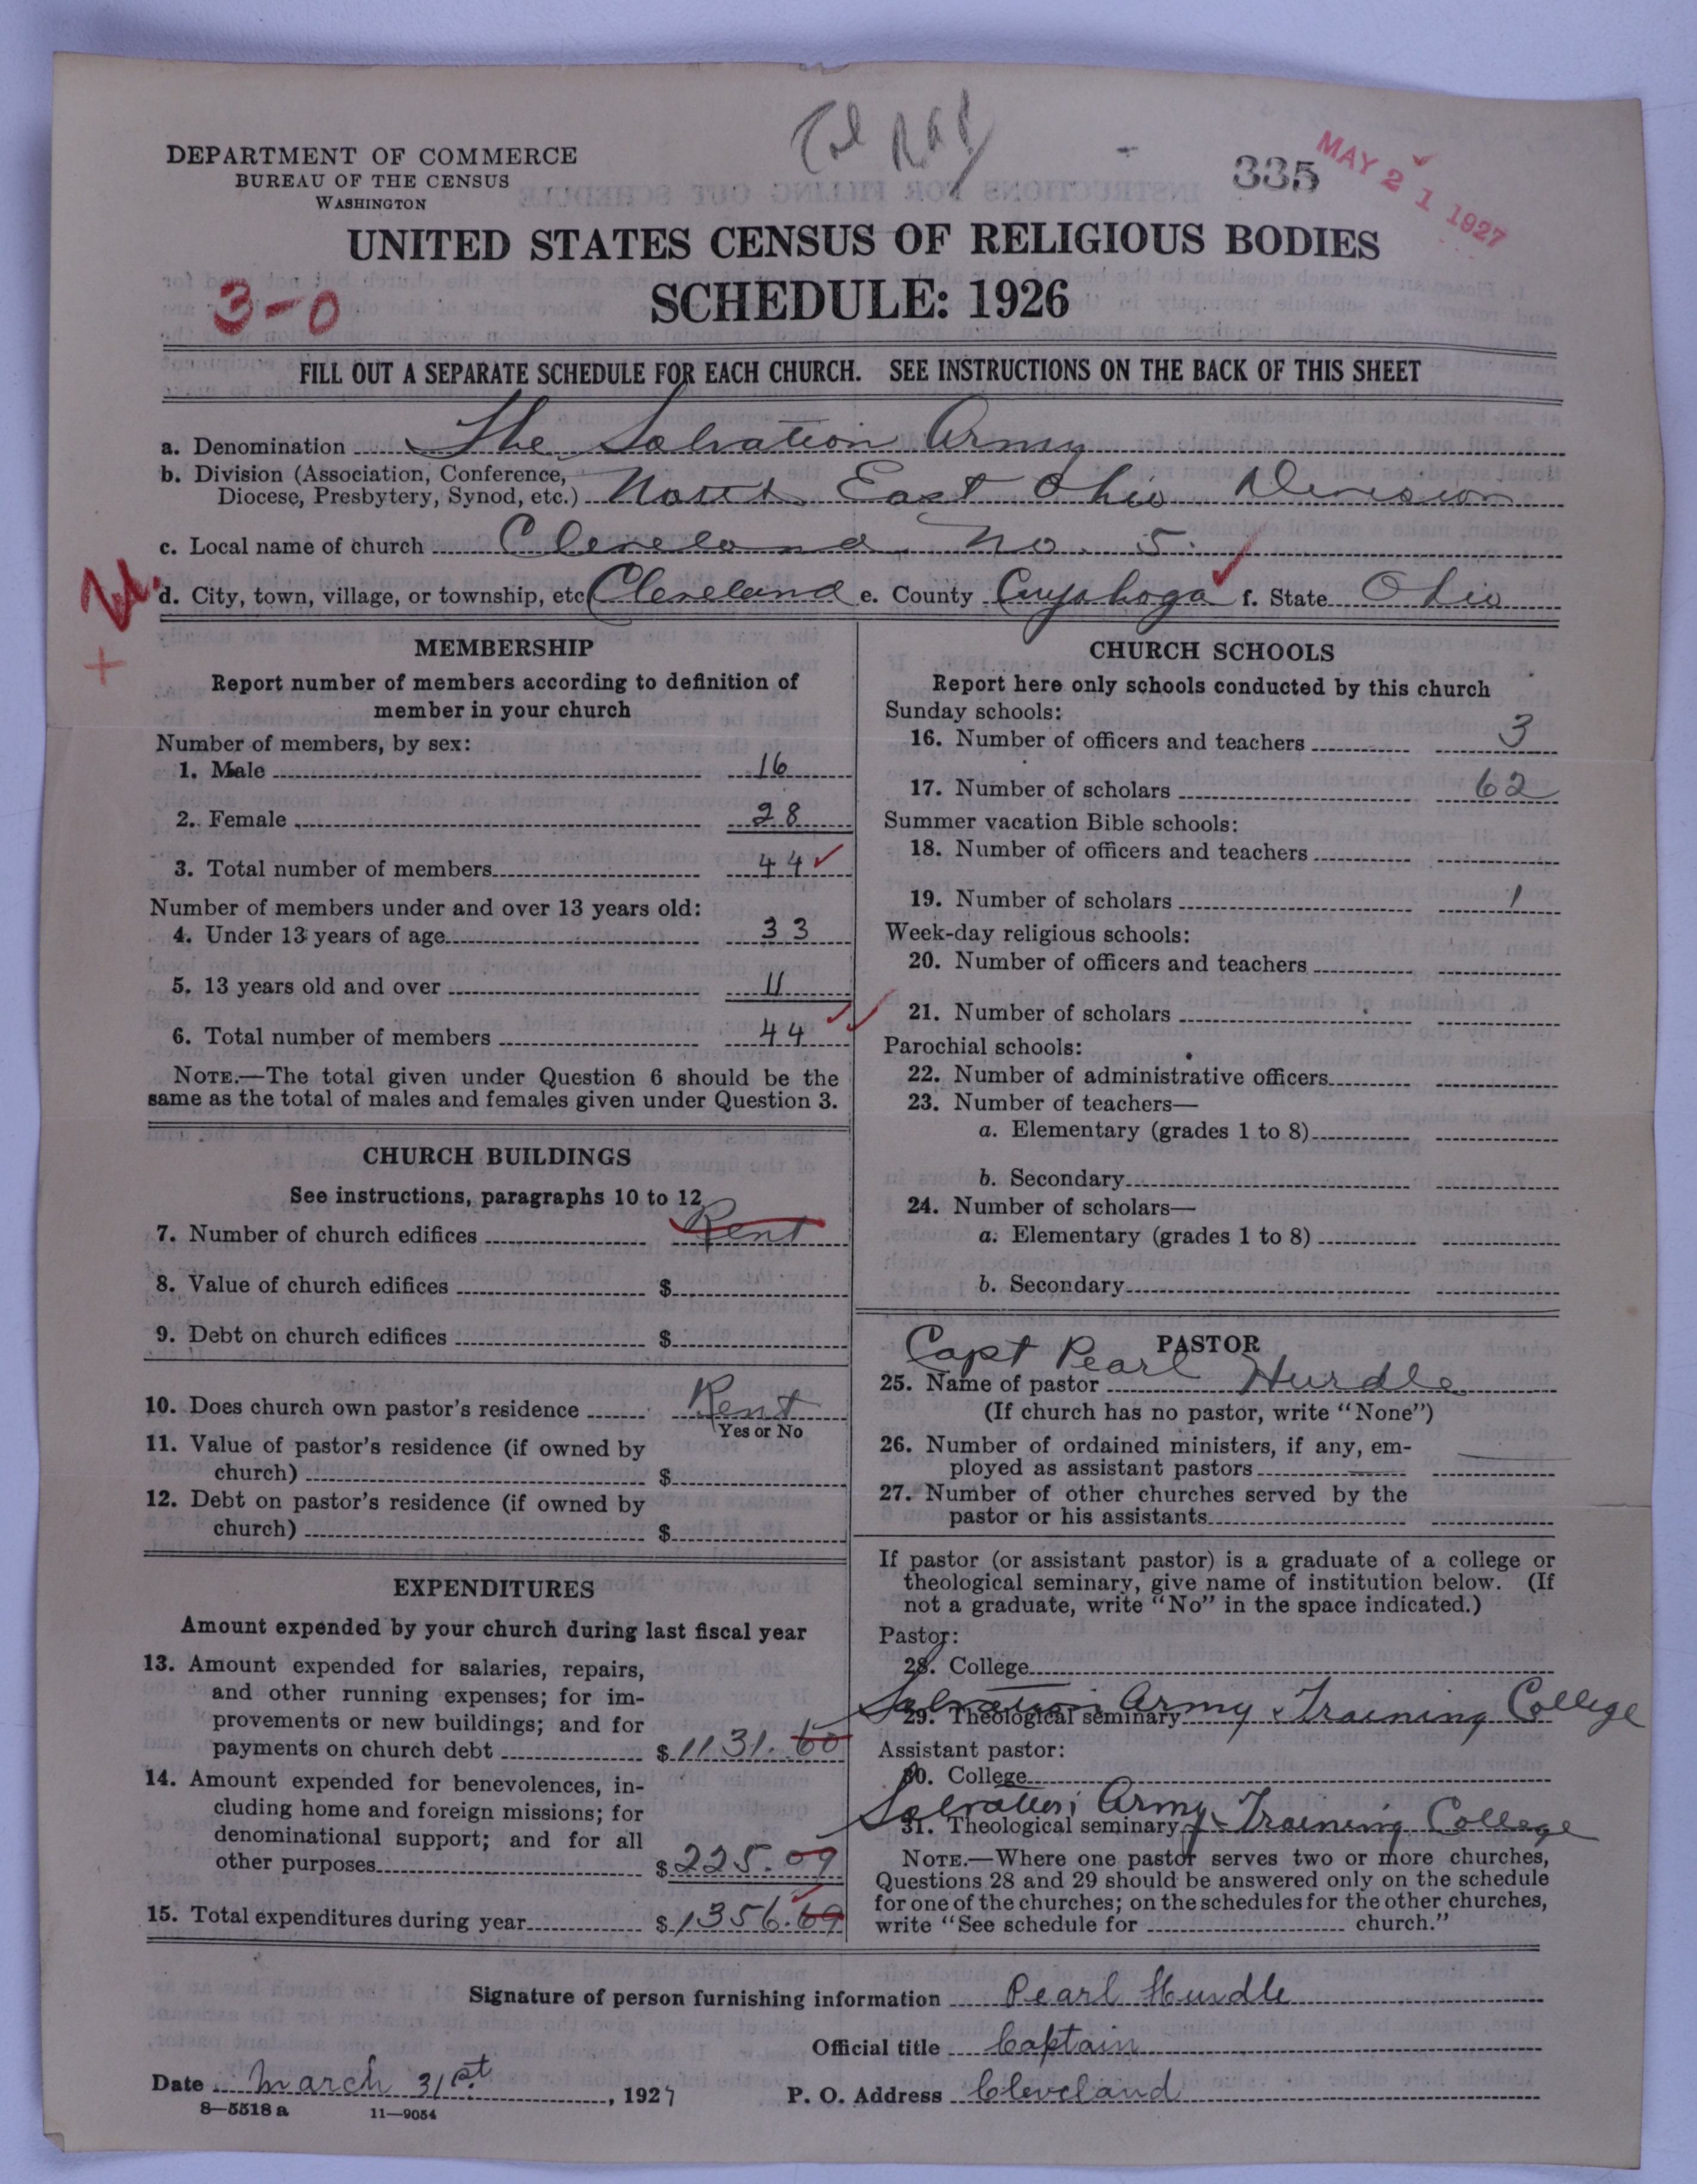 DEPARTMENT OF COMMERCE
BUREAU OF THE CENSUS
WASHINGTON
335
MAY 21 1927
UNITED STATES CENSUS OF RELIGIOUS BODIES
3-0
SCHEDULE: 1926
FILL OUT A SEPARATE SCHEDULE FOR EACH CHURCH. SEE INSTRUCTIONS ON THE BACK OF THIS SHEET
a. Denomination The Salvation Army
b. Division (Association, Conference,
Diocese, Presbytery, Synod, etc.) North East Ohio Division
c. Local name of church Cleveland No. 5.
d. City, town, village, or township, etc Cleveland e. County Cuyahoga f. State Ohio
MEMBERSHIP
Report number of members according to definition of
member in your church
Number of members, by sex:
1. Male 16
2. Female 28
3. Total number of members 44
Number of members under and over 13 years old:
4. Under 13 years of age 33
5. 13 years old and over 11
6. Total number of members 44
NOTE.—The total given under Question 6 should be the
same as the total of males and females given under Question 3.
CHURCH BUILDINGS
See instructions, paragraphs 10 to 12
7. Number of church edifices Rent
8. Value of church edifices $
9. Debt on church edifices $
10. Does church own pastor's residence Rent
Yes or No
11. Value of pastor's residence (if owned by
church) $
12. Debt on pastor's residence (if owned by
church) $
EXPENDITURES
Amount expended by your church during last fiscal year
13. Amount expended for salaries, repairs,
and other running expenses; for im-
provements or new buildings; and for
payments on church debt $ 1131.60
14. Amount expended for benevolences, in-
cluding home and foreign missions; for
denominational support; and for all
other purposes $ 225.09
15. Total expenditures during year $ 1356.69
CHURCH SCHOOLS
Report here only schools conducted by this church
Sunday schools:
16. Number of officers and teachers 3
17. Number of scholars 62
Summer vacation Bible schools:
18. Number of officers and teachers
19. Number of scholars 1
Week-day religious schools:
20. Number of officers and teachers
21. Number of scholars
Parochial schools:
22. Number of administrative officers
23. Number of teachers—
a. Elementary (grades 1 to 8)
b. Secondary
24. Number of scholars—
a. Elementary (grades 1 to 8)
b. Secondary
PASTOR
25. Name of pastor Capt Pearl Hurdle
(If church has no pastor, write "None")
26. Number of ordained ministers, if any, em-
ployed as assistant pastors
27. Number of other churches served by the
pastor or his assistants
If pastor (or assistant pastor) is a graduate of a college or
theological seminary, give name of institution below. (If
not a graduate, write "No" in the space indicated.)
Pastor:
28. College
Salvation Army Training College
29. Theological seminary
Assistant pastor:
30. College
Salvation Army Training College
31. Theological seminary
NOTE.—Where one pastor serves two or more churches,
Questions 28 and 29 should be answered only on the schedule
for one of the churches; on the schedules for the other churches,
write "See schedule for church."
Signature of person furnishing information Pearl Hurdle
Official title Captain
Date March 31st, 1927 P. O. Address Cleveland
8—5518 a 11—9054